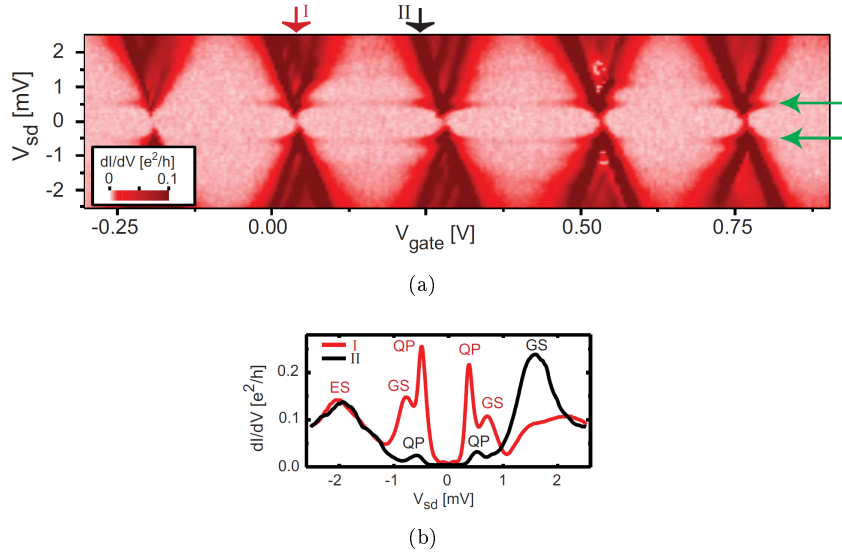 I
II
V_sd [mV]
2
1
0
-1
-2
dI/dV [e²/h]
0 0.1
-0.25 0.00 0.25 0.50 0.75
V_gate [V]
(a)
I
II
dI/dV [e²/h]
0.2
0.1
0.0
ES
GS
QP
QP
QP
GS
QP
GS
-2 -1 0 1 2
V_sd [mV]
(b)